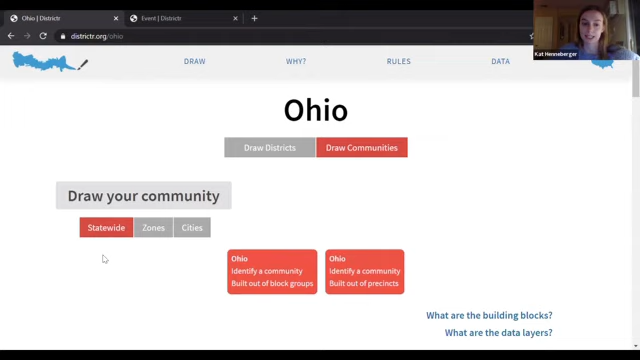 Ohio | Districtr
Event | Districtr
districtr.org/ohio
Kat Henneberger
DRAW
WHY?
RULES
DATA
Ohio
Draw Districts
Draw Communities
Draw your community
Statewide
Zones
Cities
Ohio
Identify a community
Built out of block groups
Ohio
Identify a community
Built out of precincts
What are the building blocks?
What are the data layers?